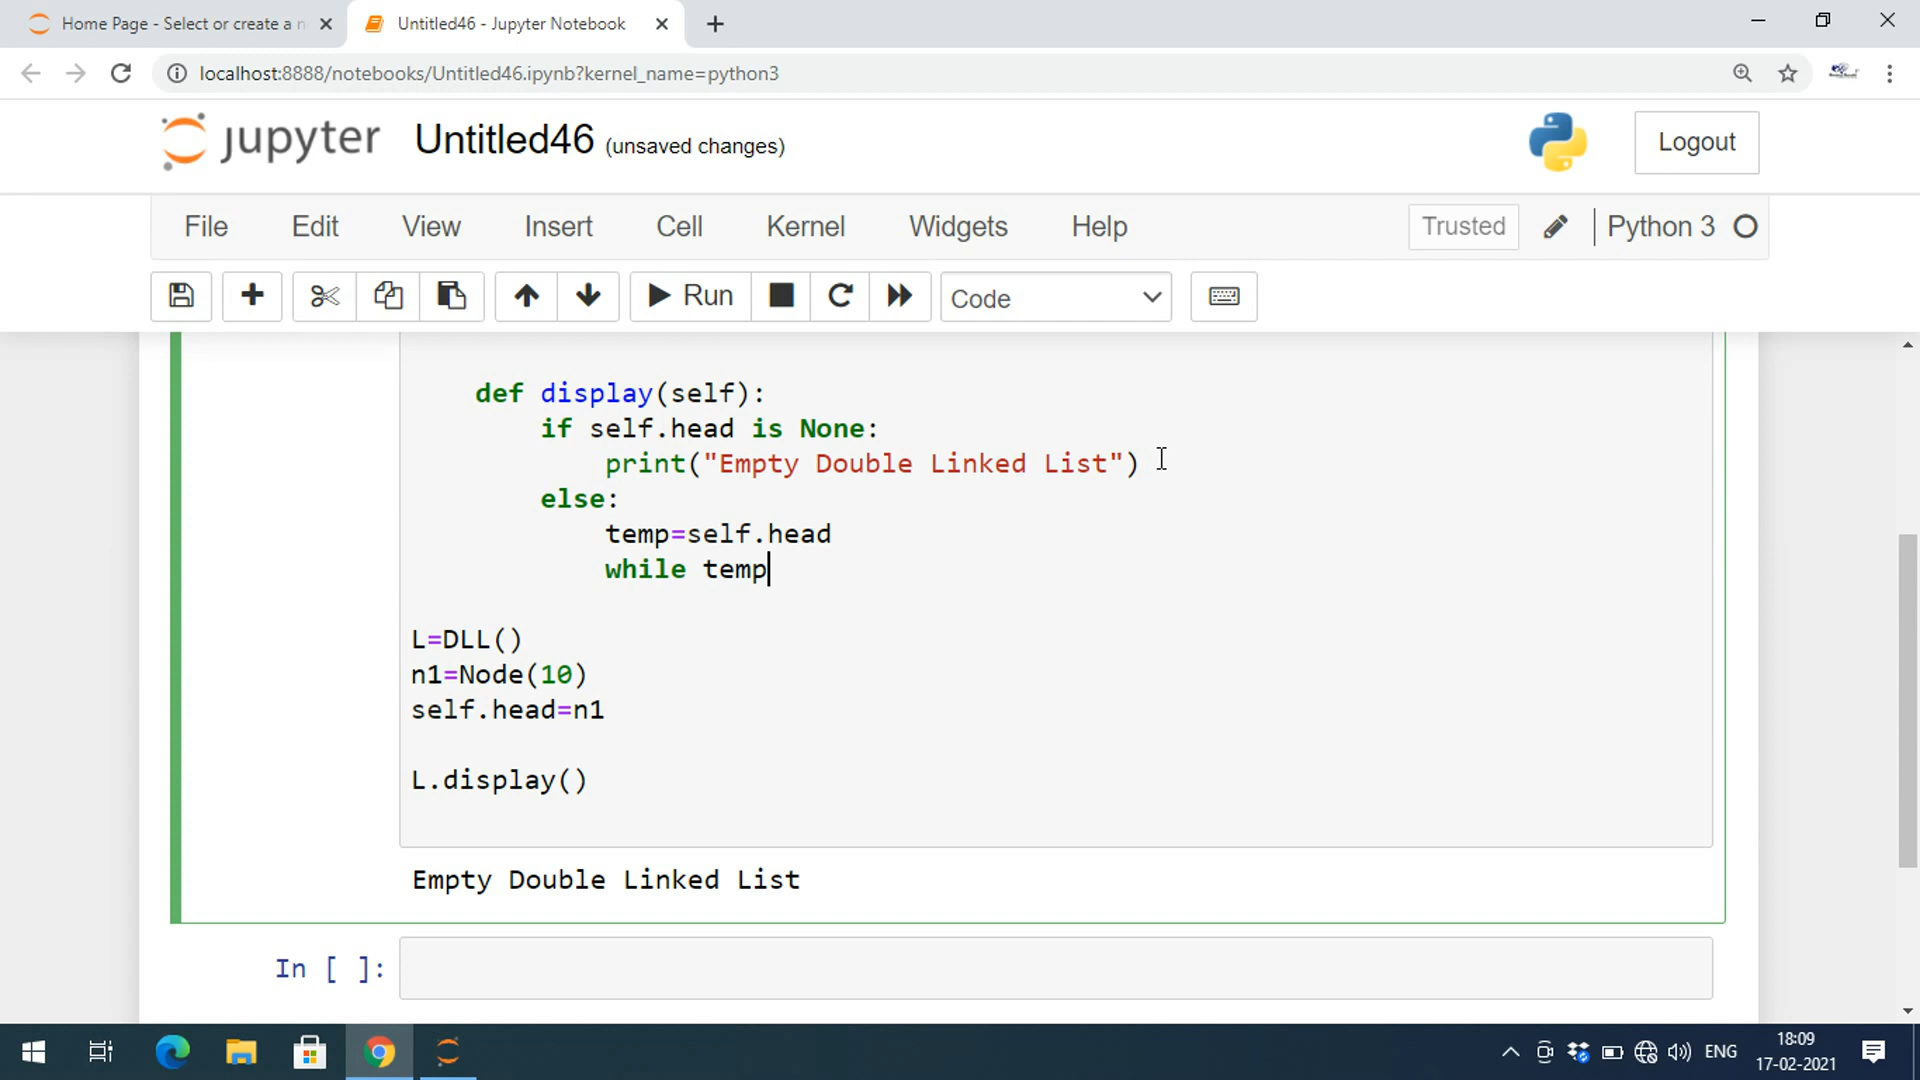 Home Page - Select or create a n
Untitled46 - Jupyter Notebook
localhost:8888/notebooks/Untitled46.ipynb?kernel_name=python3
jupyter Untitled46 (unsaved changes)
Logout
File Edit View Insert Cell Kernel Widgets Help Trusted Python 3
Run Code
def display(self):
if self.head is None:
print("Empty Double Linked List")
else:
temp=self.head
while temp
L=DLL()
n1=Node(10)
self.head=n1
L.display()
Empty Double Linked List
In [ ]:
ENG
18:09
17-02-2021